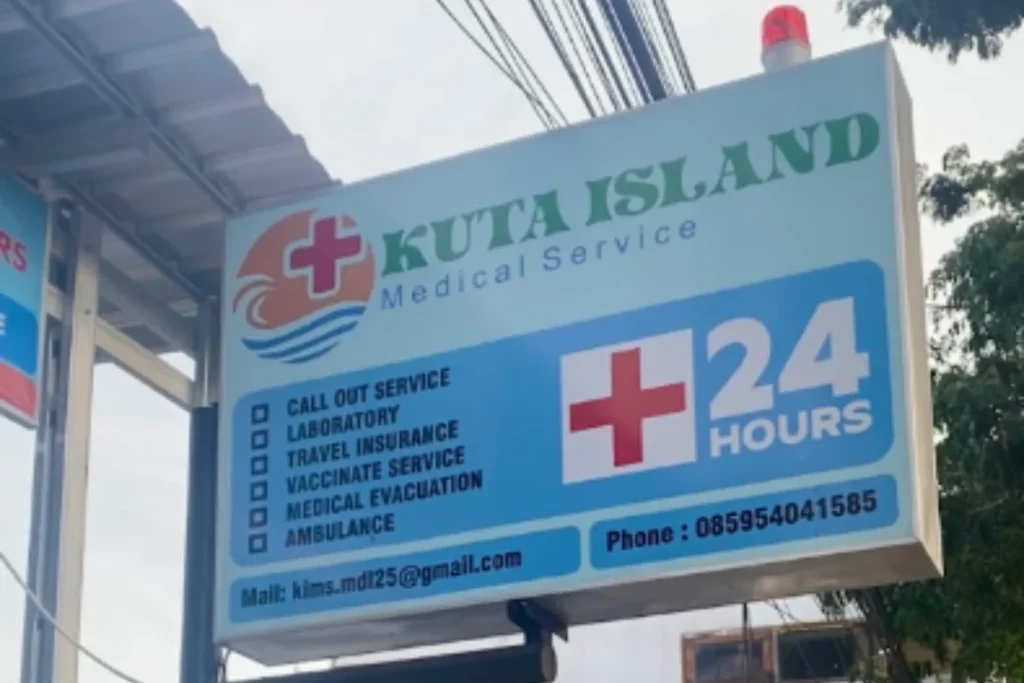 KUTA ISLAND
Medical Service
CALL OUT SERVICE
LABORATORY
TRAVEL INSURANCE
VACCINATE SERVICE
MEDICAL EVACUATION
AMBULANCE
24
HOURS
Mail: kims.mdl25@gmail.com
Phone : 085954041585
RS
E